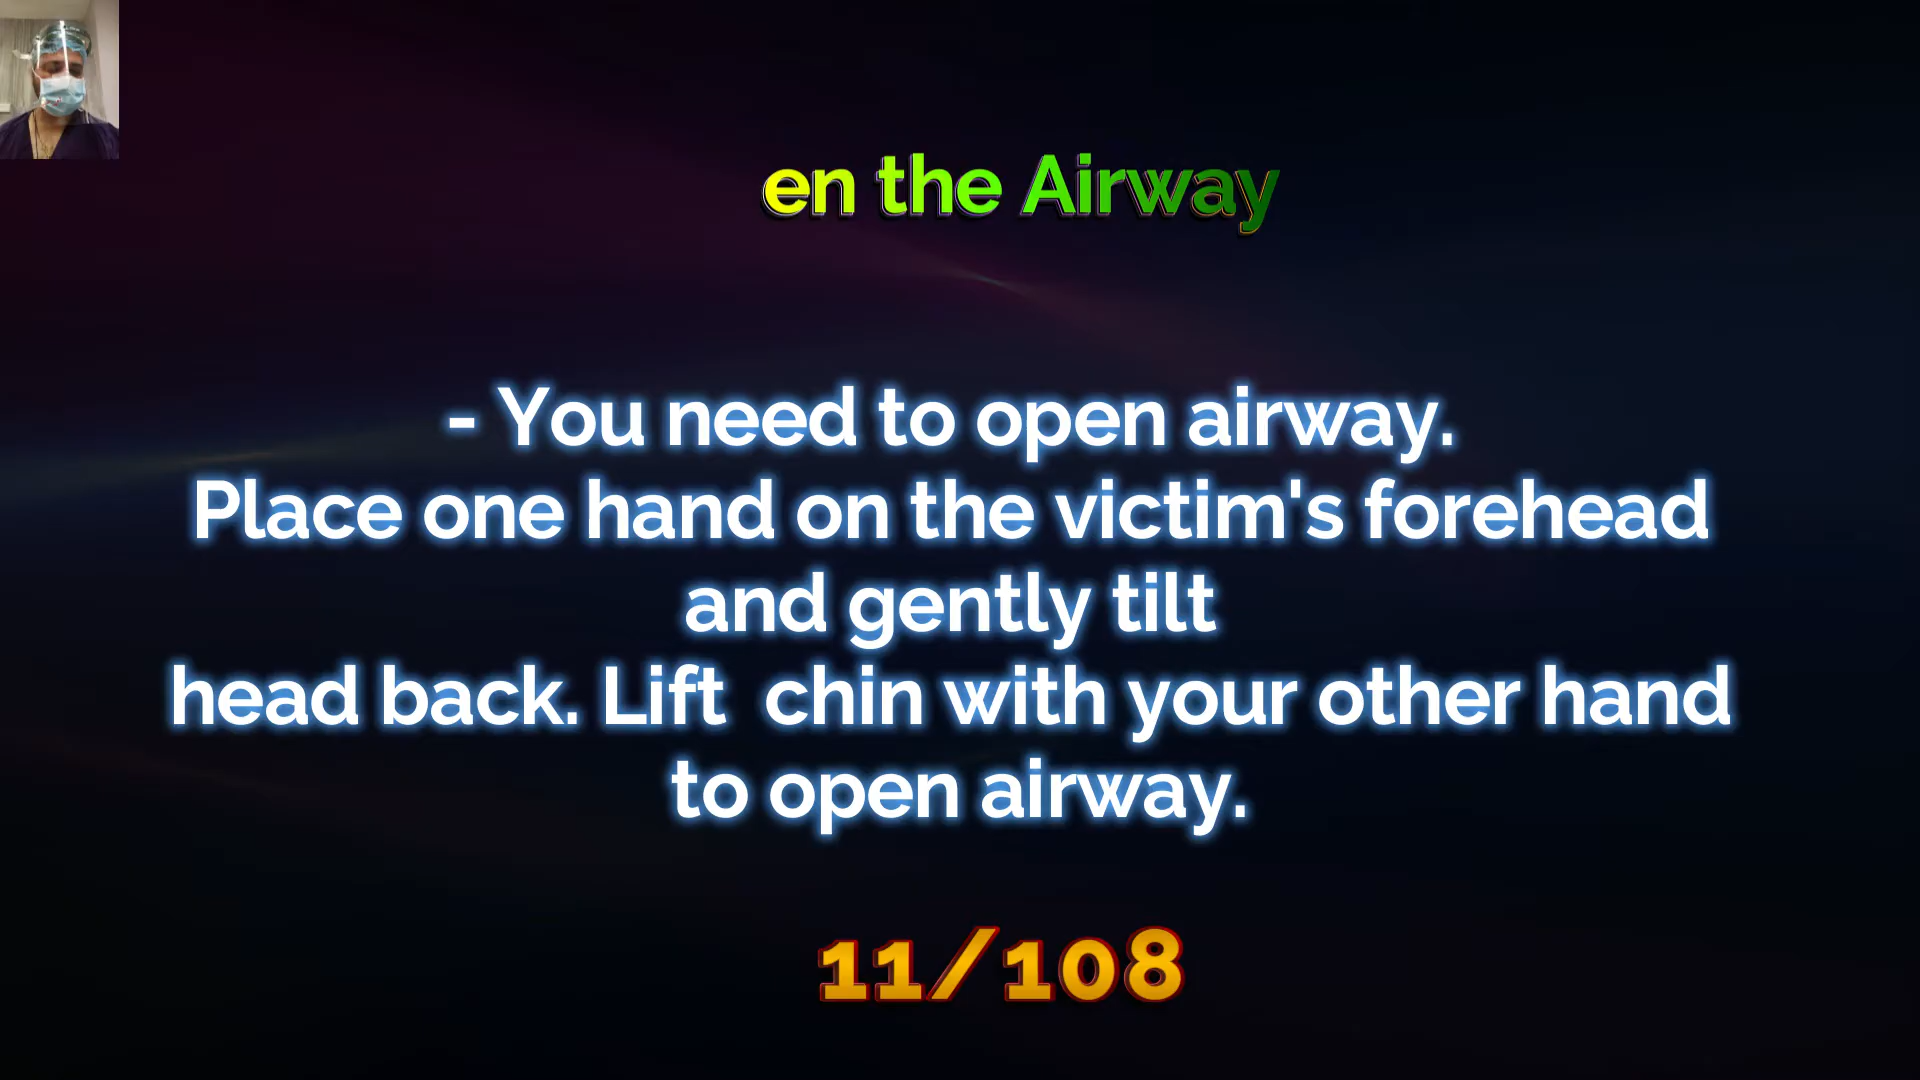 en the Airway
- You need to open airway.
Place one hand on the victim's forehead
and gently tilt
head back. Lift  chin with your other hand
to open airway.
11/108